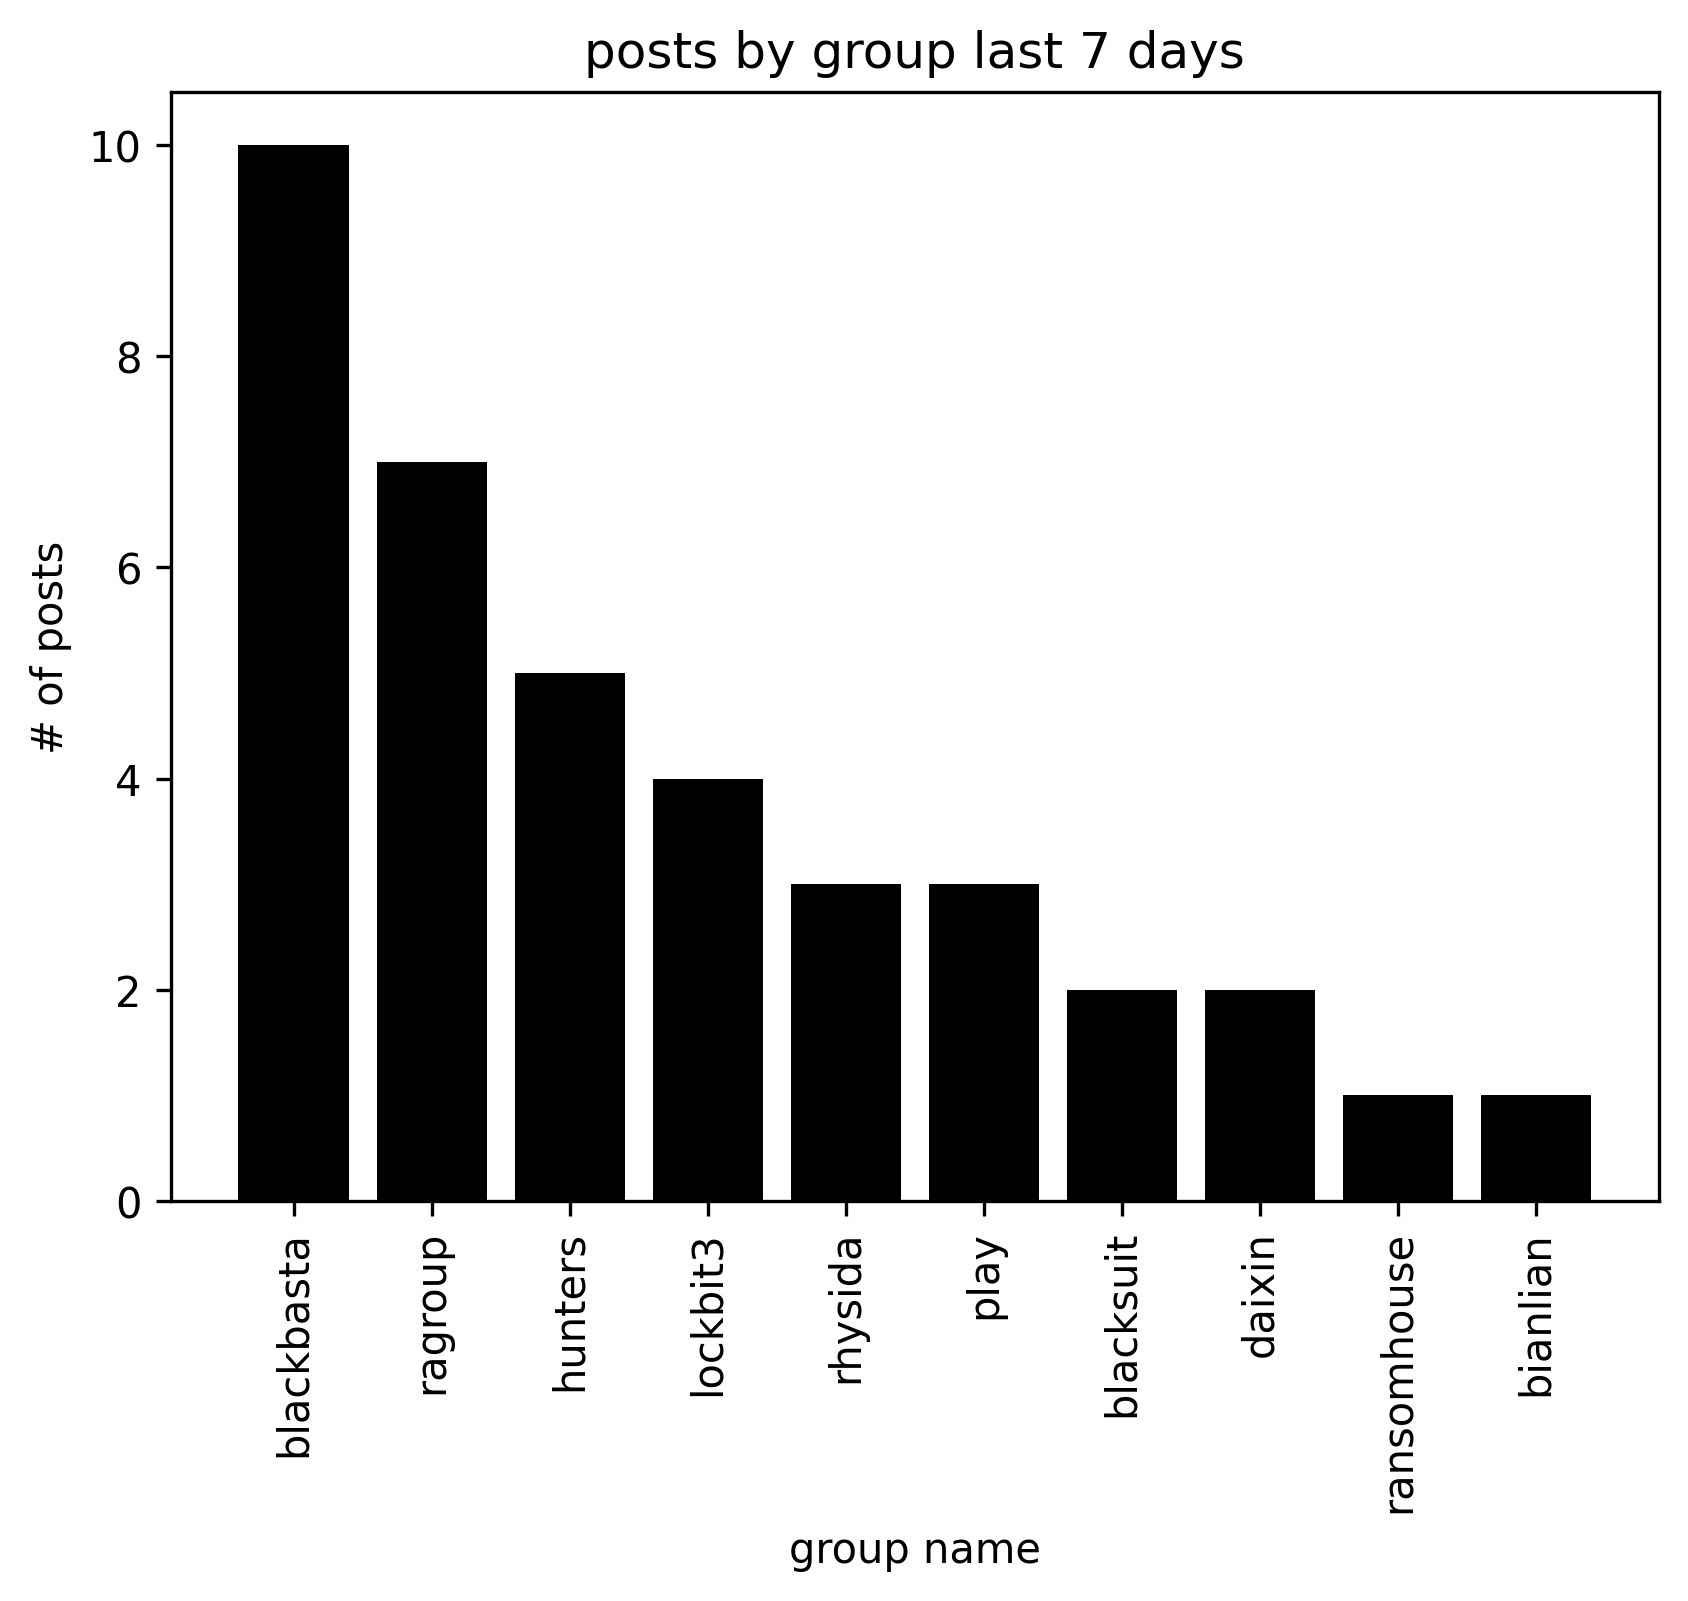 posts by group last 7 days
# of posts
10
8
6
4
2
0
blackbasta
ragroup
hunters
lockbit3
rhysida
play
blacksuit
daixin
ransomhouse
bianlian
group name